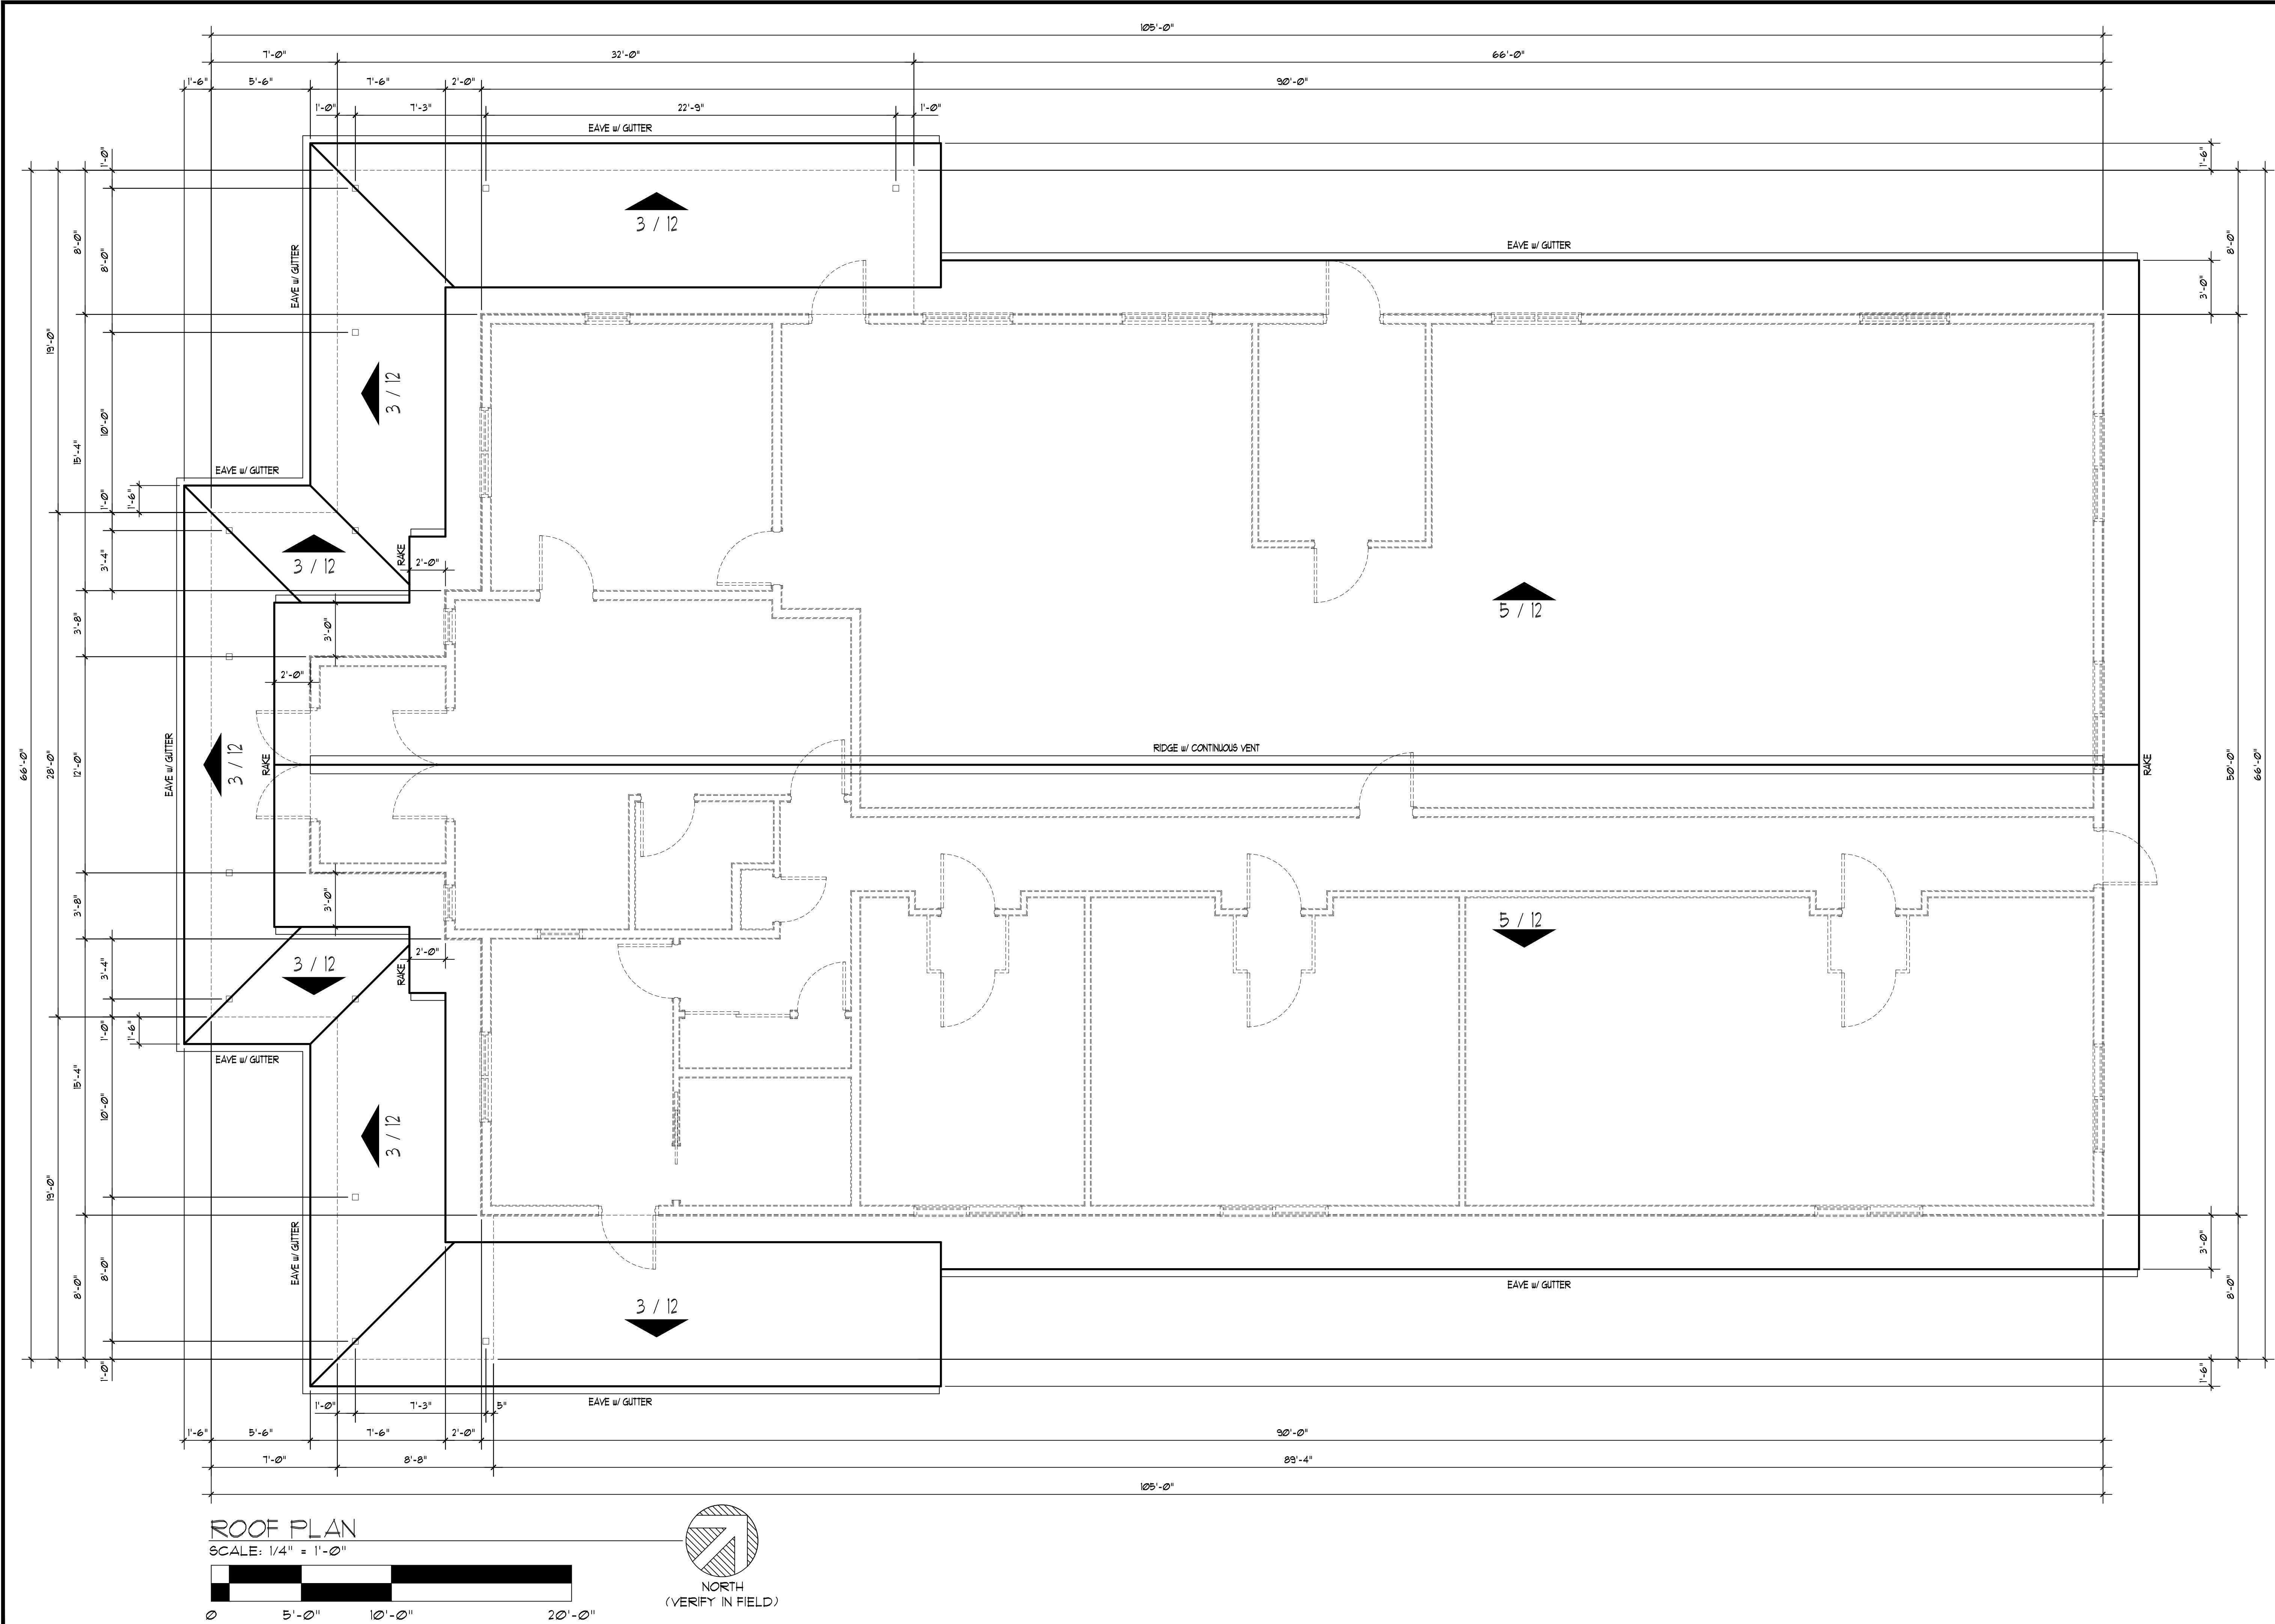 105'-0"
7'-0" 32'-0" 66'-0"
1'-6" 5'-6" 7'-6" 2'-0" 90'-0"
1'-0" 7'-3" 22'-9" 1'-0"
EAVE w/ GUTTER
1'-0"
1'-6"
8'-0"
8'-0"
8'-0"
3 / 12
EAVE w/ GUTTER
EAVE w/ GUTTER
3'-0"
19'-0"
3 / 12
10'-0"
15'-4"
EAVE w/ GUTTER
1'-0"
1'-6"
3'-4"
3 / 12
RAKE
2'-0"
5 / 12
3'-8"
3'-0"
2'-0"
66'-0"
28'-0"
12'-0"
EAVE w/ GUTTER
3 / 12
RAKE
RIDGE w/ CONTINUOUS VENT
RAKE
50'-0"
66'-0"
3'-8"
3'-0"
5 / 12
3'-4"
3 / 12
RAKE
2'-0"
1'-0"
1'-6"
EAVE w/ GUTTER
15'-4"
10'-0"
3 / 12
19'-0"
8'-0"
8'-0"
EAVE w/ GUTTER
3'-0"
EAVE w/ GUTTER
8'-0"
3 / 12
1'-0"
1'-6"
EAVE w/ GUTTER
1'-0" 7'-3" 5"
1'-6" 5'-6" 7'-6" 2'-0" 90'-0"
7'-0" 8'-8" 89'-4"
105'-0"
ROOF PLAN
SCALE: 1/4" = 1'-0"
0 5'-0" 10'-0" 20'-0"
NORTH
(VERIFY IN FIELD)